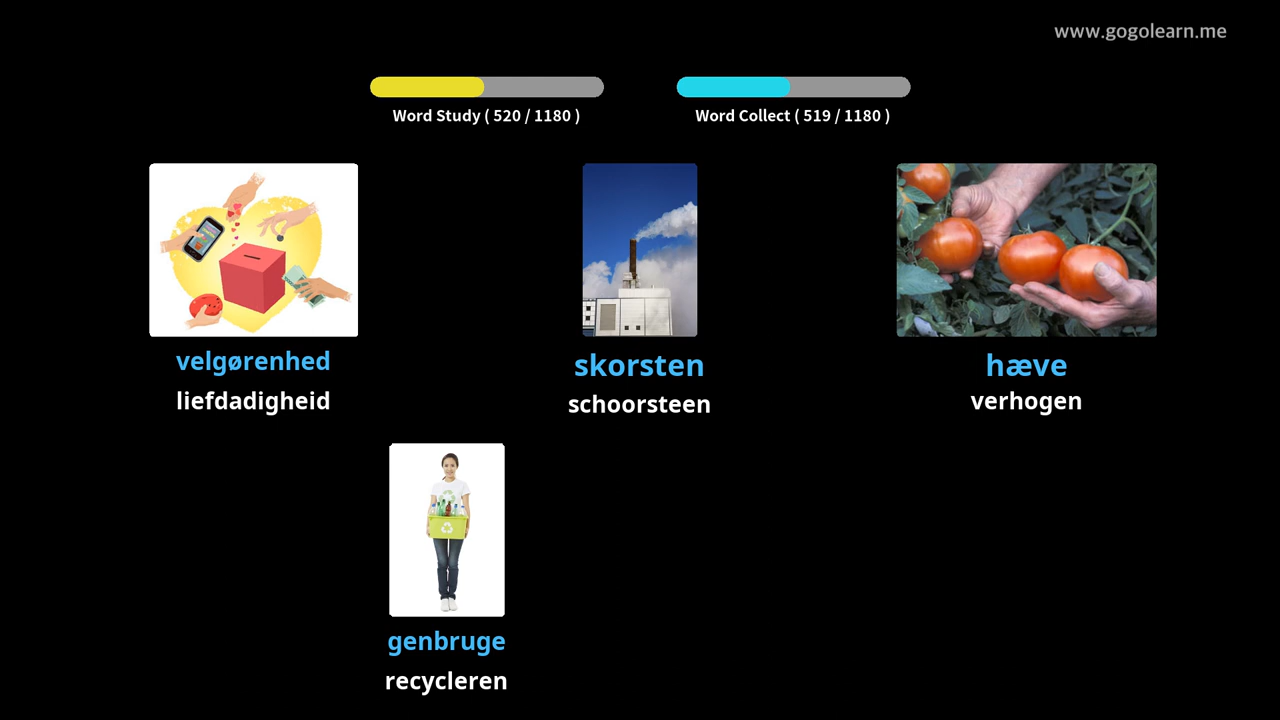 www.gogolearn.me
Word Study ( 520 / 1180 )
Word Collect ( 519 / 1180 )
velgørenhed
liefdadigheid
skorsten
schoorsteen
hæve
verhogen
genbruge
recycleren